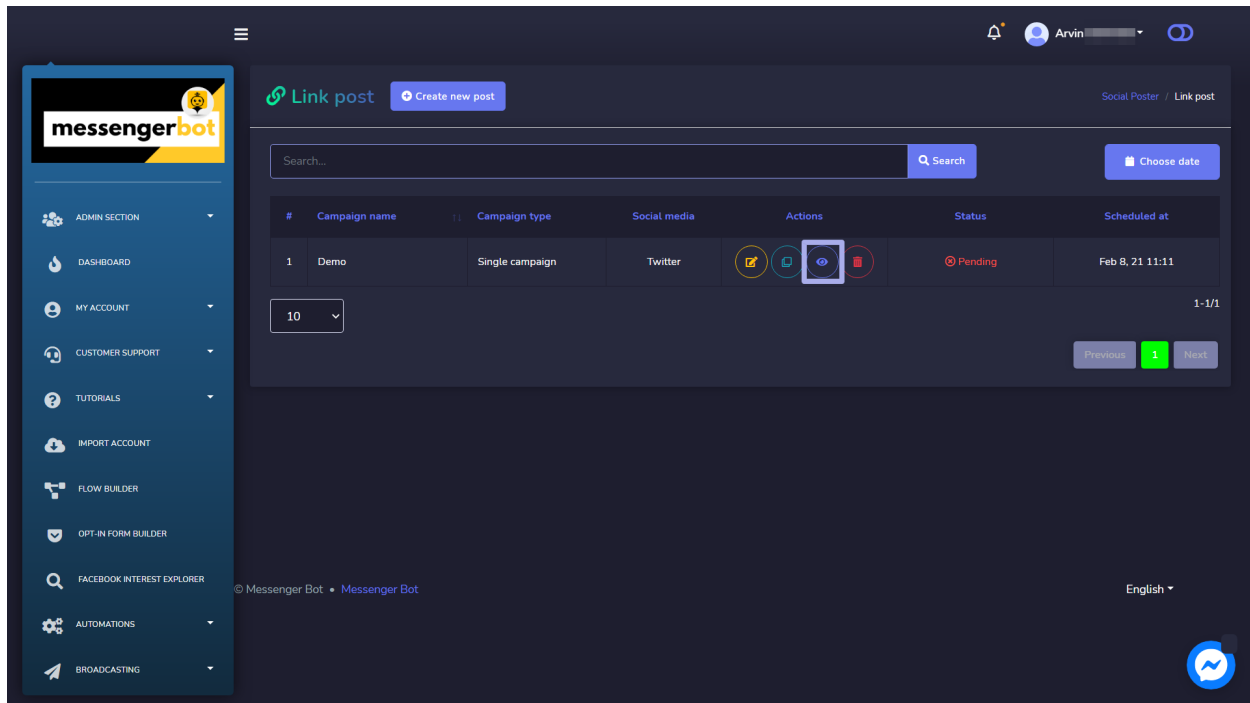 Arvin
messengerbot
Link post
Create new post
Social Poster / Link post
Search...
Search
Choose date
# Campaign name Campaign type Social media Actions Status Scheduled at
1 Demo Single campaign Twitter Pending Feb 8, 21 11:11
10
1-1/1
Previous 1 Next
ADMIN SECTION
DASHBOARD
MY ACCOUNT
CUSTOMER SUPPORT
TUTORIALS
IMPORT ACCOUNT
FLOW BUILDER
OPT-IN FORM BUILDER
FACEBOOK INTEREST EXPLORER
AUTOMATIONS
BROADCASTING
© Messenger Bot • Messenger Bot
English